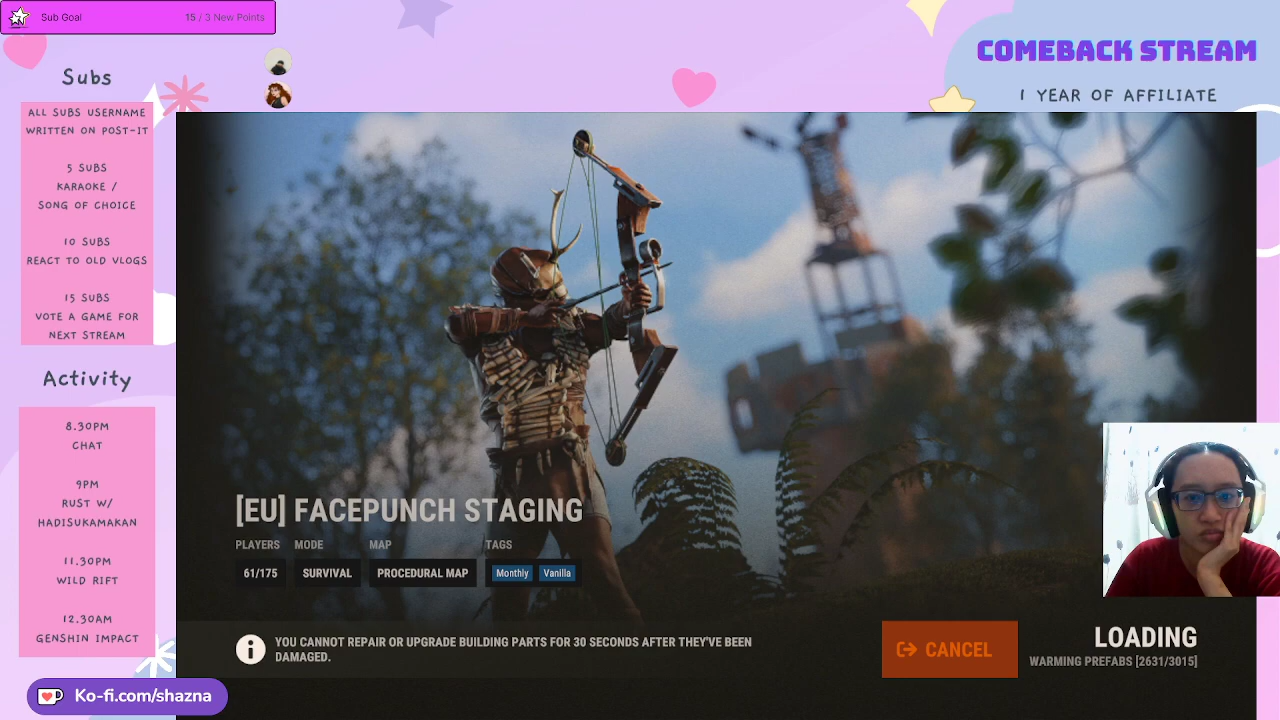 Sub Goal
15 / 3 New Points
COMEBACK STREAM
1 YEAR OF AFFILIATE
Subs
ALL SUBS USERNAME
WRITTEN ON POST-IT
5 SUBS
KARAOKE /
SONG OF CHOICE
10 SUBS
REACT TO OLD VLOGS
15 SUBS
VOTE A GAME FOR
NEXT STREAM
Activity
8.30PM
CHAT
9PM
RUST W/
HADISUKAMAKAN
11.30PM
WILD RIFT
12.30AM
GENSHIN IMPACT
Ko-fi.com/shazna
[EU] FACEPUNCH STAGING
PLAYERS MODE MAP TAGS
61/175 SURVIVAL PROCEDURAL MAP Monthly Vanilla
YOU CANNOT REPAIR OR UPGRADE BUILDING PARTS FOR 30 SECONDS AFTER THEY'VE BEEN
DAMAGED.
CANCEL
LOADING
WARMING PREFABS [2631/3015]